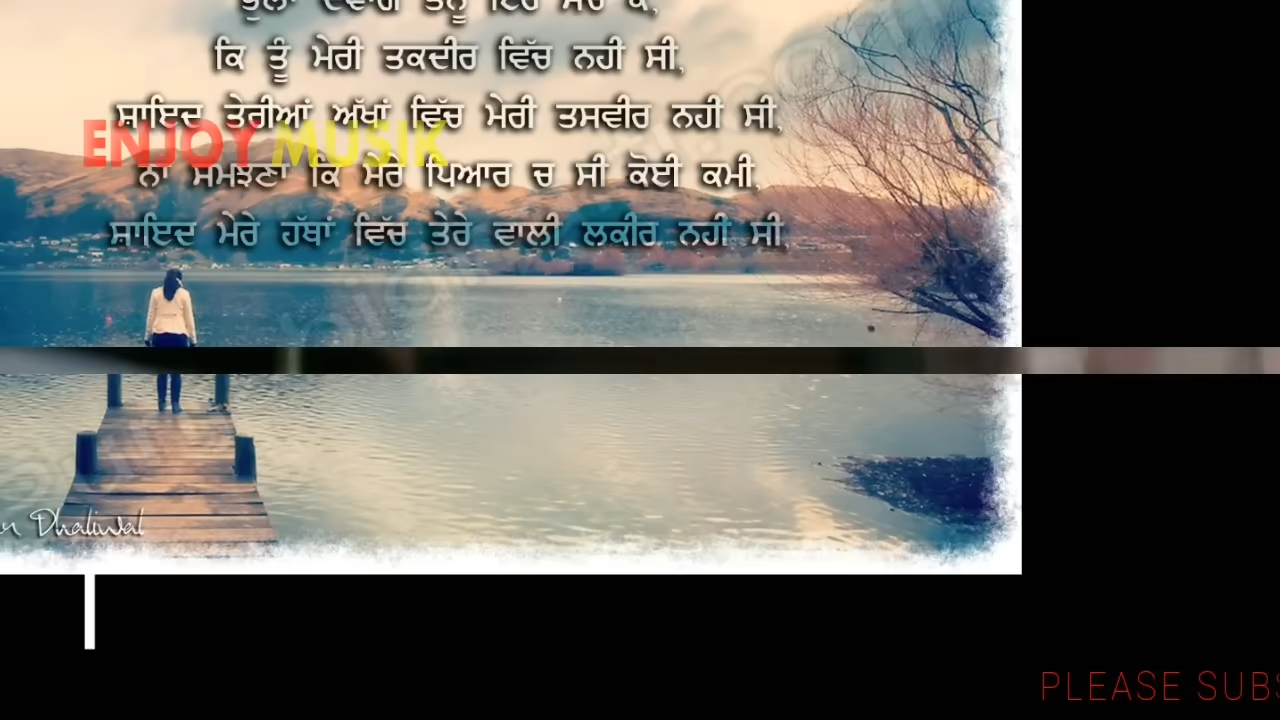 ਕਿ ਤੂੰ ਮੇਰੀ ਤਕਦੀਰ ਵਿੱਚ ਨਹੀ ਸੀ,
ਸ਼ਾਇਦ ਤੇਰੀਆਂ ਅੱਖਾਂ ਵਿੱਚ ਮੇਰੀ ਤਸਵੀਰ ਨਹੀ ਸੀ,
ENJOY MUSIK
ਨਾ ਸਮਝਣਾ ਕਿ ਮੇਰੇ ਪਿਆਰ ਚ ਸੀ ਕੋਈ ਕਮੀ,
ਸ਼ਾਇਦ ਮੇਰੇ ਹੱਥਾਂ ਵਿੱਚ ਤੇਰੇ ਵਾਲੀ ਲਕੀਰ ਨਹੀ ਸੀ,
Dhaliwal
PLEASE SUBS